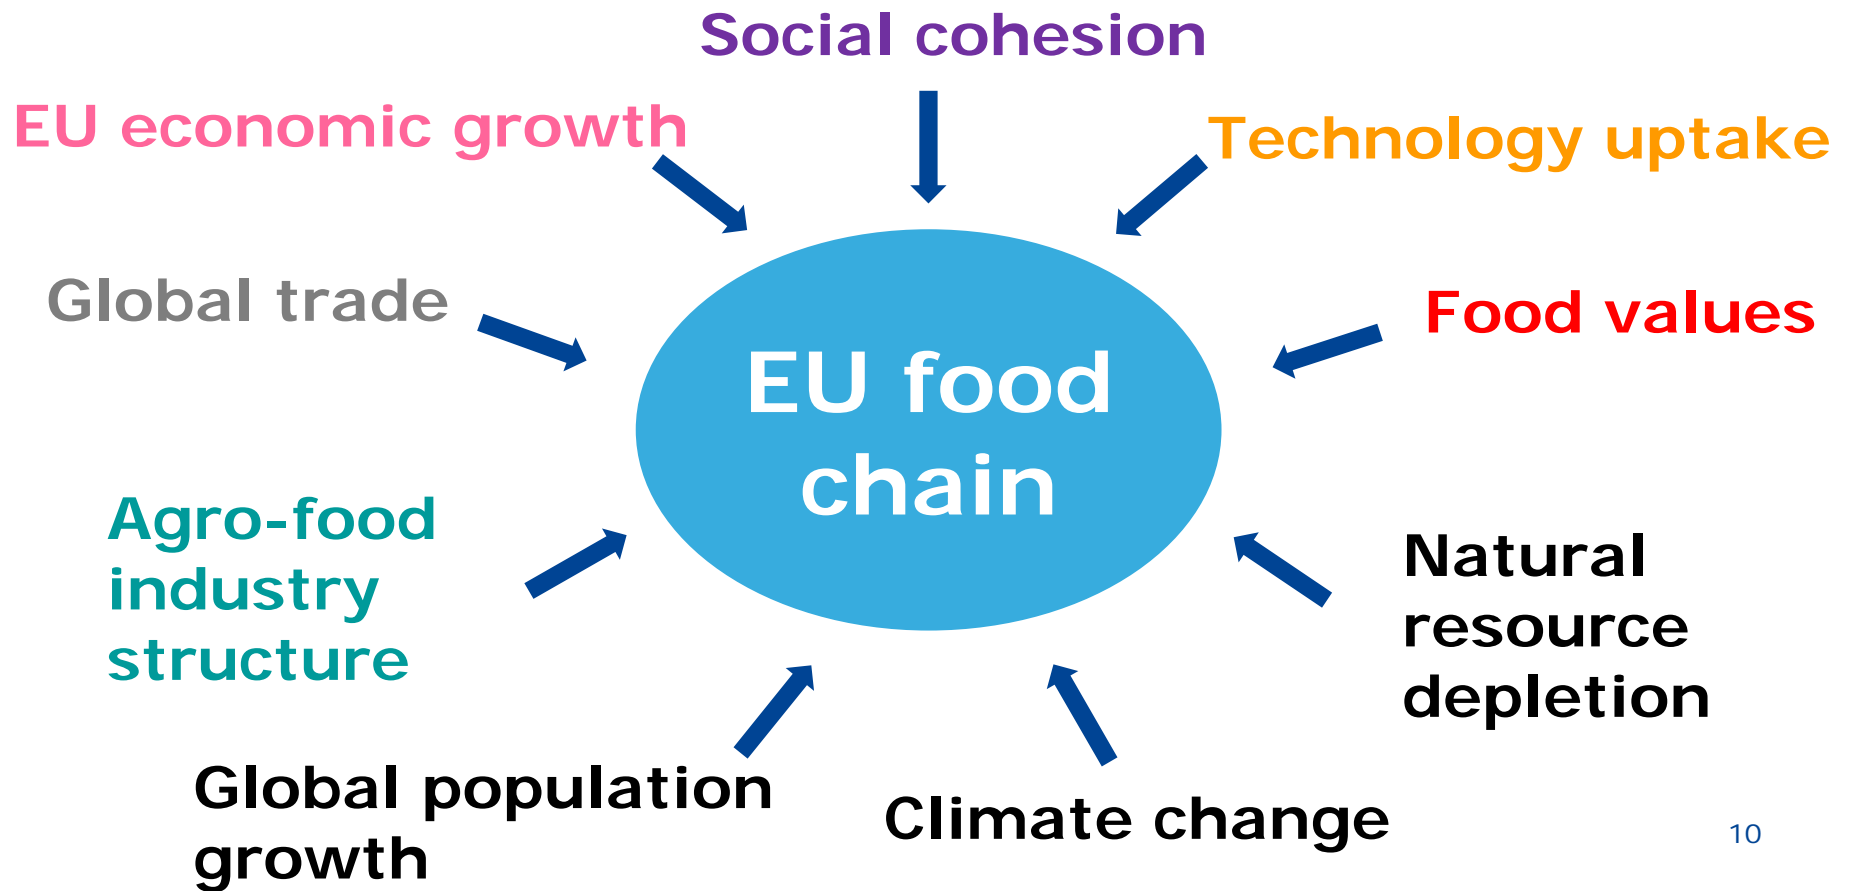 Social cohesion
EU economic growth
Technology uptake
Global trade
Food values
EU food
chain
Agro-food
industry
structure
Natural
resource
depletion
Global population
growth
Climate change
10